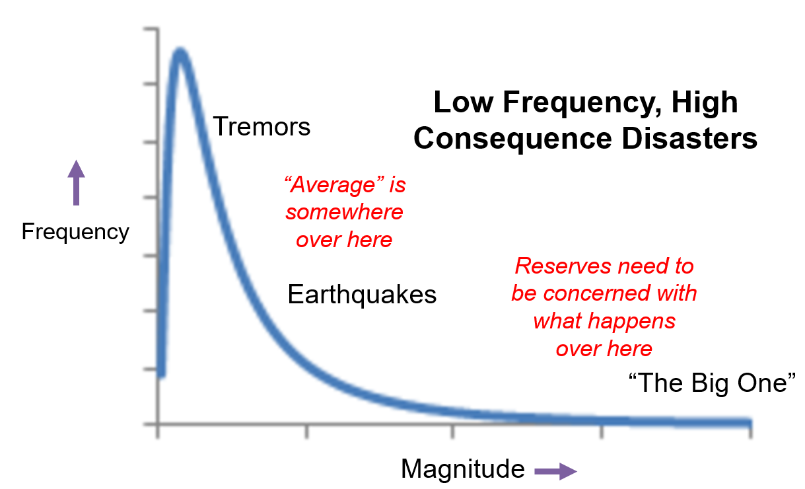 Low Frequency, High
Consequence Disasters
Tremors
“Average” is
somewhere
over here
Frequency
Earthquakes
Reserves need to
be concerned with
what happens
over here
“The Big One”
Magnitude